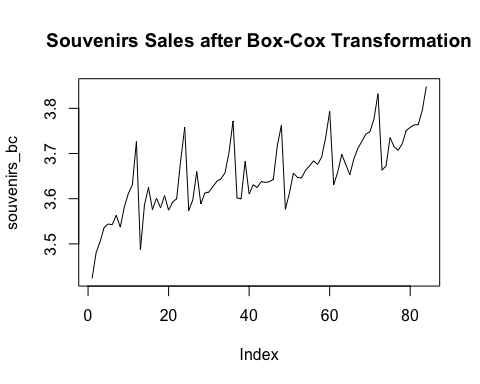 Souvenirs Sales after Box-Cox Transformation
souvenirs_bc
3.8
3.7
3.6
3.5
0 20 40 60 80
Index